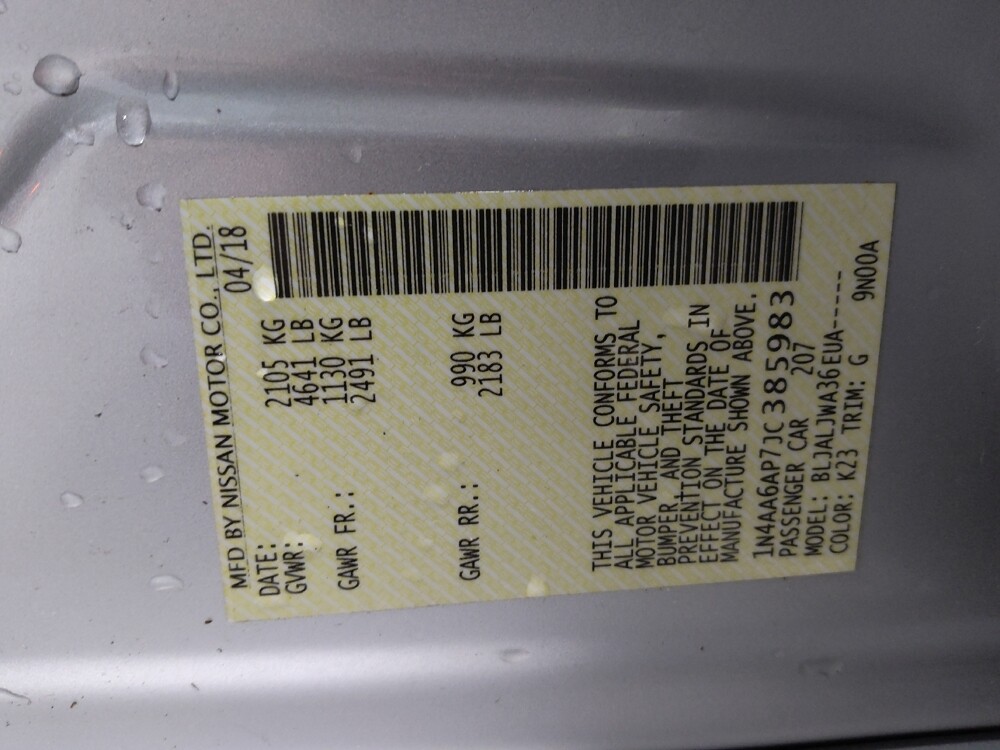 MFD BY NISSAN MOTOR CO., LTD.
DATE: 04/18
GVWR: 2105 KG
4641 LB
GAWR FR.: 1130 KG
2491 LB
GAWR RR.: 990 KG
2183 LB
THIS VEHICLE CONFORMS TO
ALL APPLICABLE FEDERAL
MOTOR VEHICLE SAFETY,
BUMPER, AND THEFT
PREVENTION STANDARDS IN
EFFECT ON THE DATE OF
MANUFACTURE SHOWN ABOVE.
1N4AA6AP7JC385983
PASSENGER CAR 207
MODEL: BLJALJWA36EUA-----
COLOR: K23 TRIM: G 9N00A